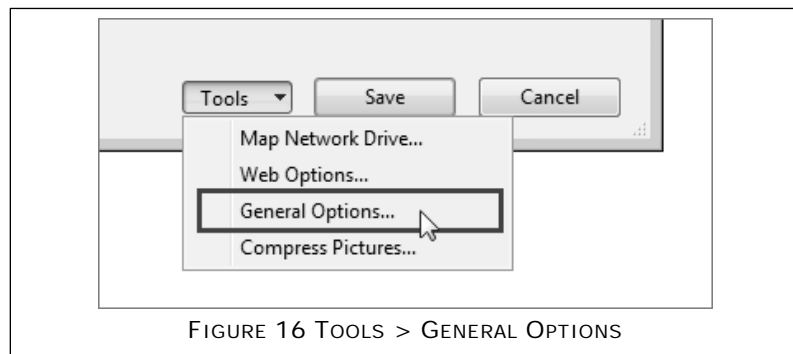 Tools Save Cancel
Map Network Drive...
Web Options...
General Options...
Compress Pictures...
FIGURE 16 TOOLS > GENERAL OPTIONS